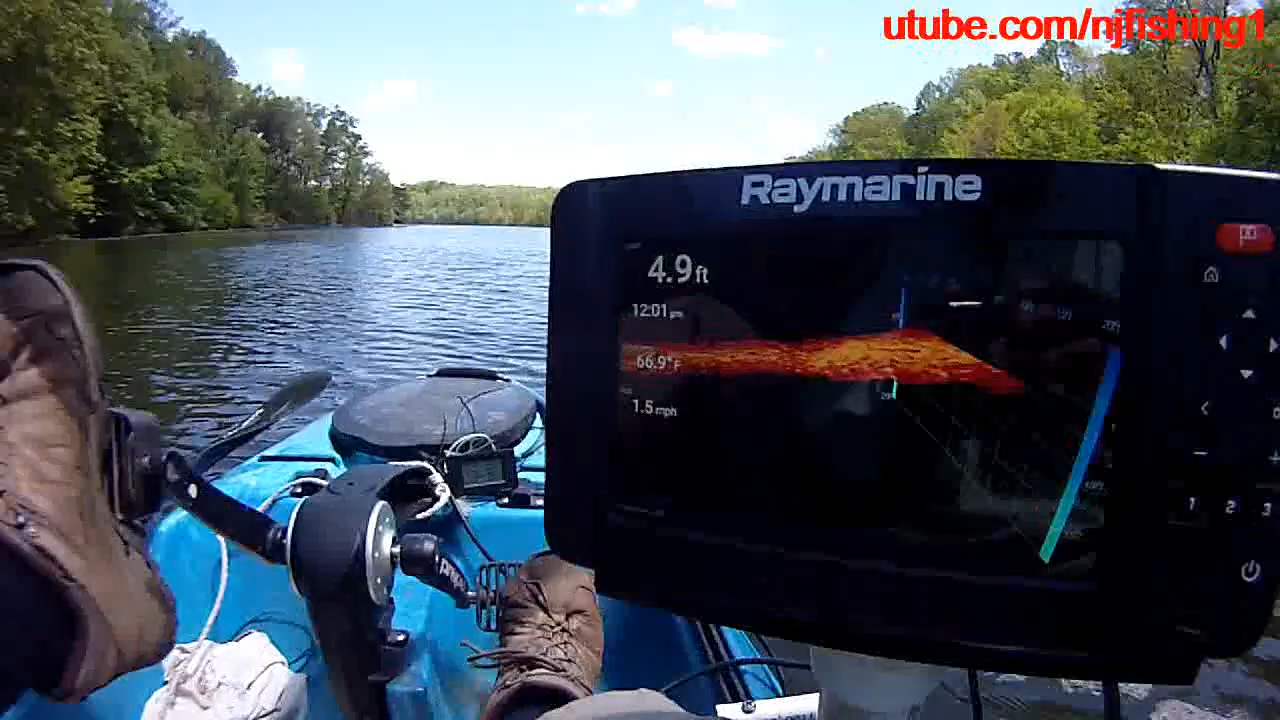 utube.com/njfishing1
Raymarine
4.9 ft
12:01 pm
66.9°F
1.5 mph
1 2 3